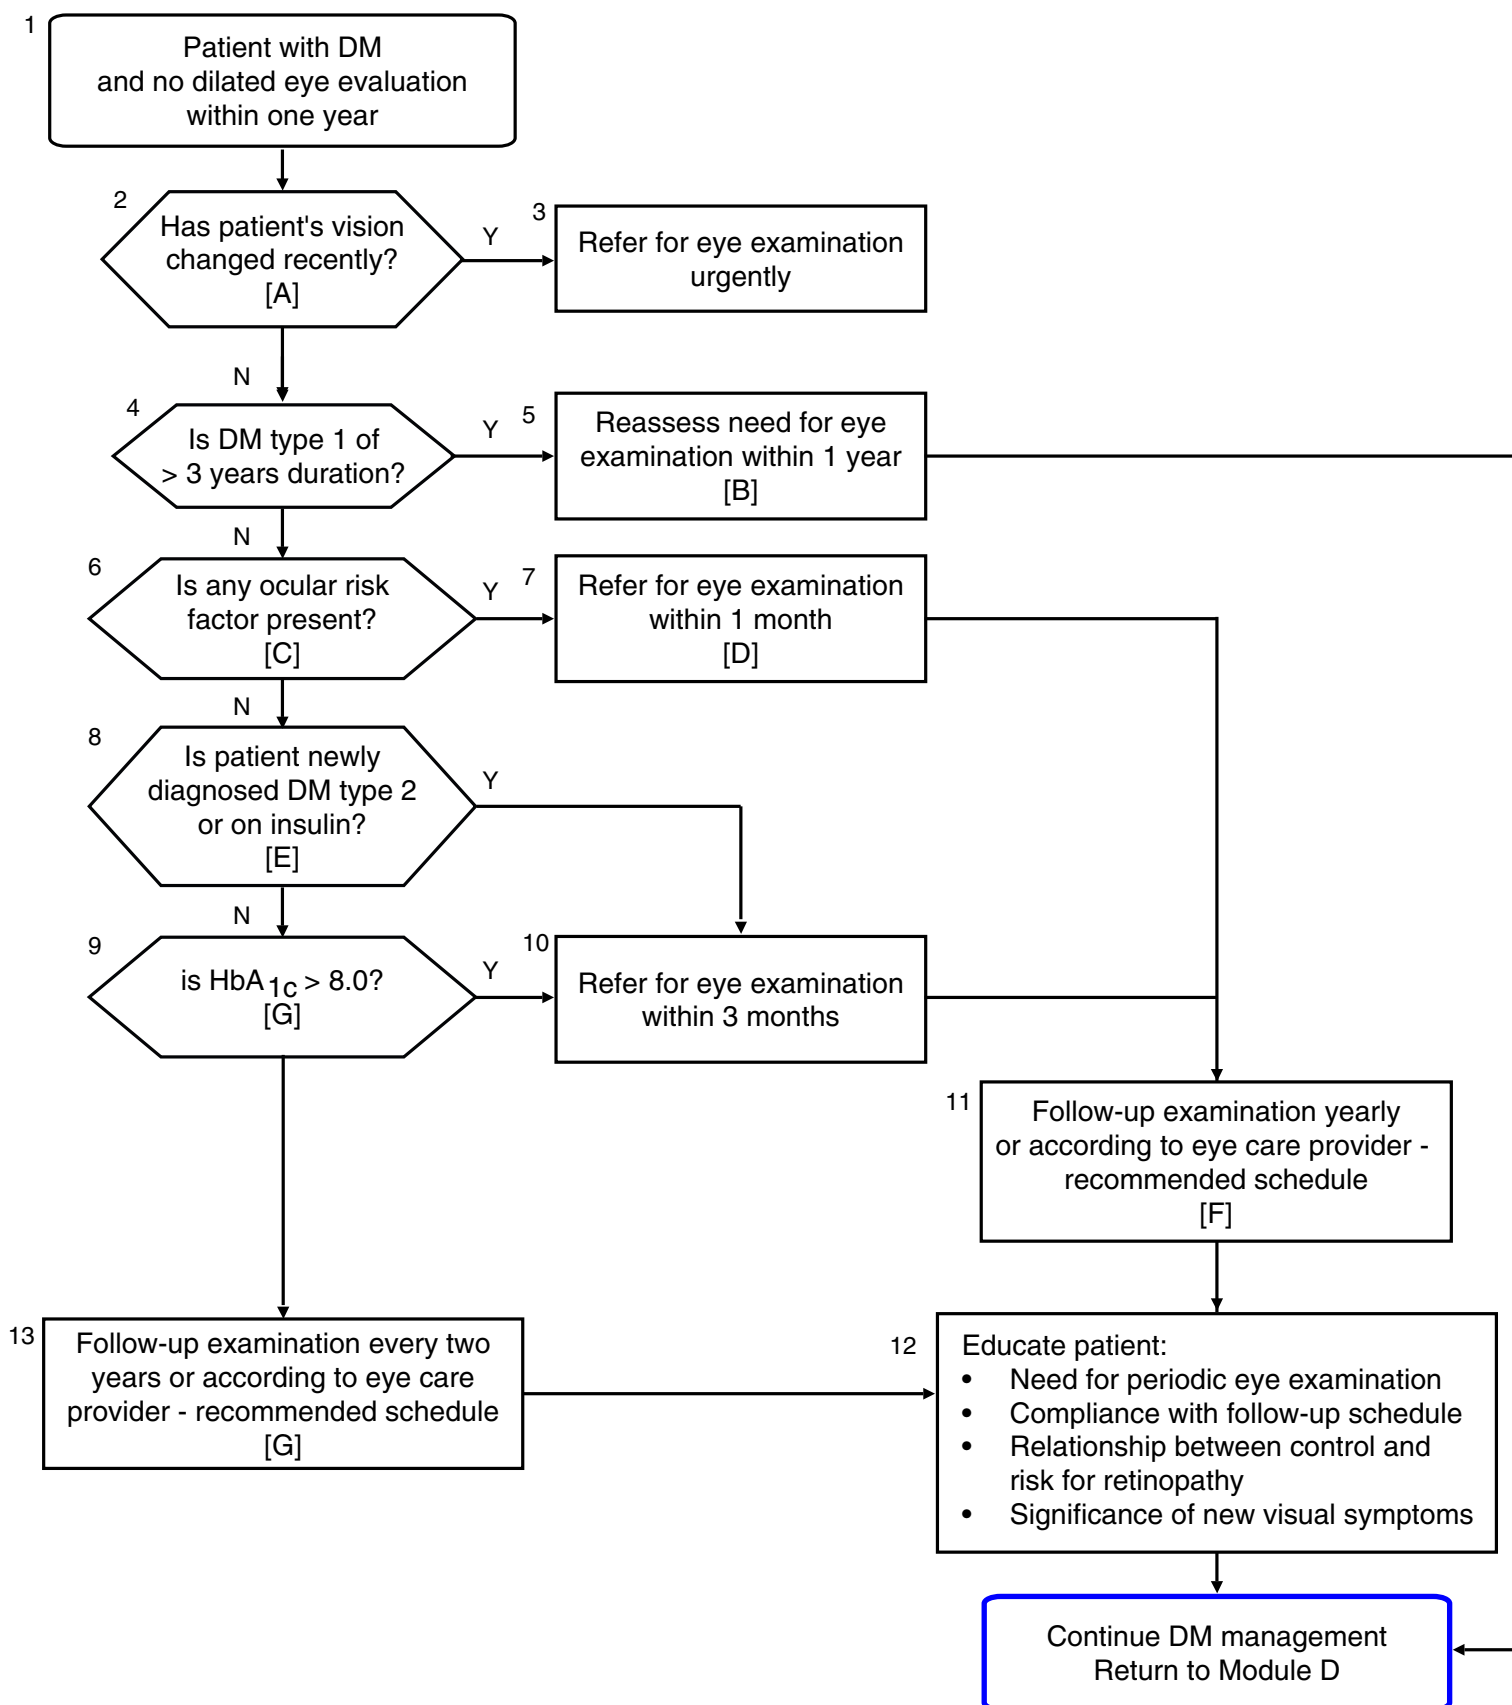 1
Patient with DM
and no dilated eye evaluation
within one year
2
Has patient's vision
changed recently?
[A]
Y
3
Refer for eye examination
urgently
N
4
Is DM type 1 of
> 3 years duration?
Y
5
Reassess need for eye
examination within 1 year
[B]
N
6
Is any ocular risk
factor present?
[C]
Y
7
Refer for eye examination
within 1 month
[D]
N
8
Is patient newly
diagnosed DM type 2
or on insulin?
[E]
Y
N
9
is HbA1c > 8.0?
[G]
Y
10
Refer for eye examination
within 3 months
11
Follow-up examination yearly
or according to eye care provider -
recommended schedule
[F]
13
Follow-up examination every two
years or according to eye care
provider - recommended schedule
[G]
12
Educate patient:
• Need for periodic eye examination
• Compliance with follow-up schedule
• Relationship between control and
risk for retinopathy
• Significance of new visual symptoms
Continue DM management
Return to Module D